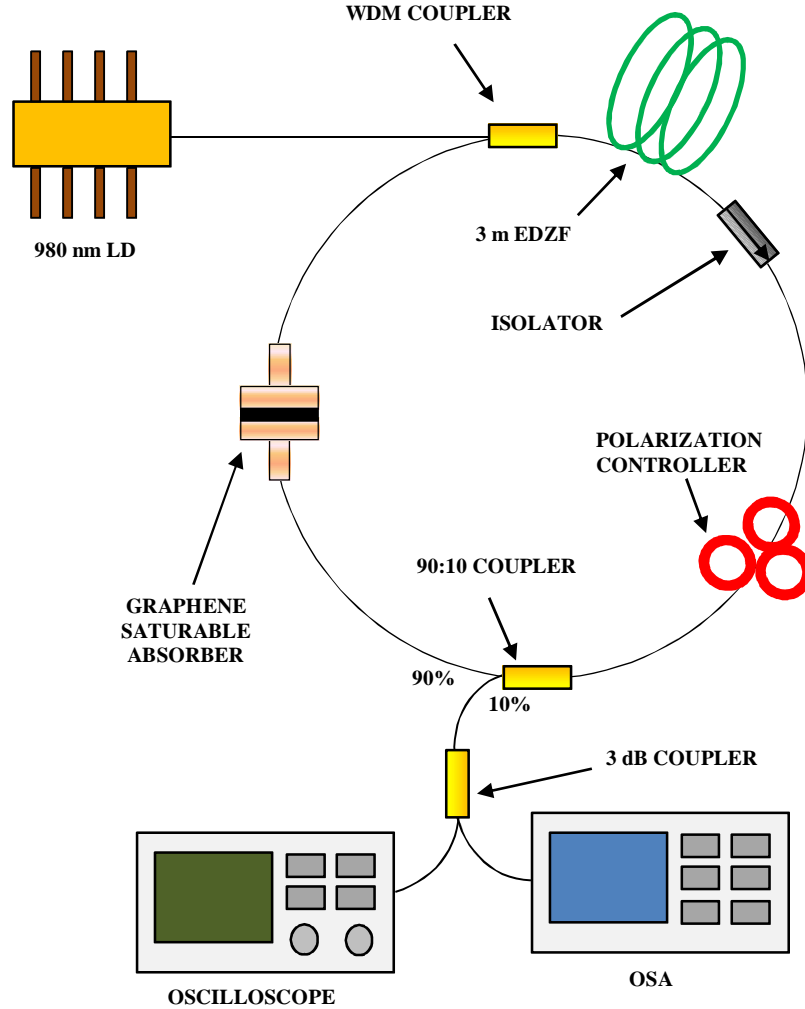 WDM COUPLER
980 nm LD
3 m EDZF
ISOLATOR
POLARIZATION
CONTROLLER
90:10 COUPLER
GRAPHENE
SATURABLE
ABSORBER
90%
10%
3 dB COUPLER
OSCILLOSCOPE
OSA